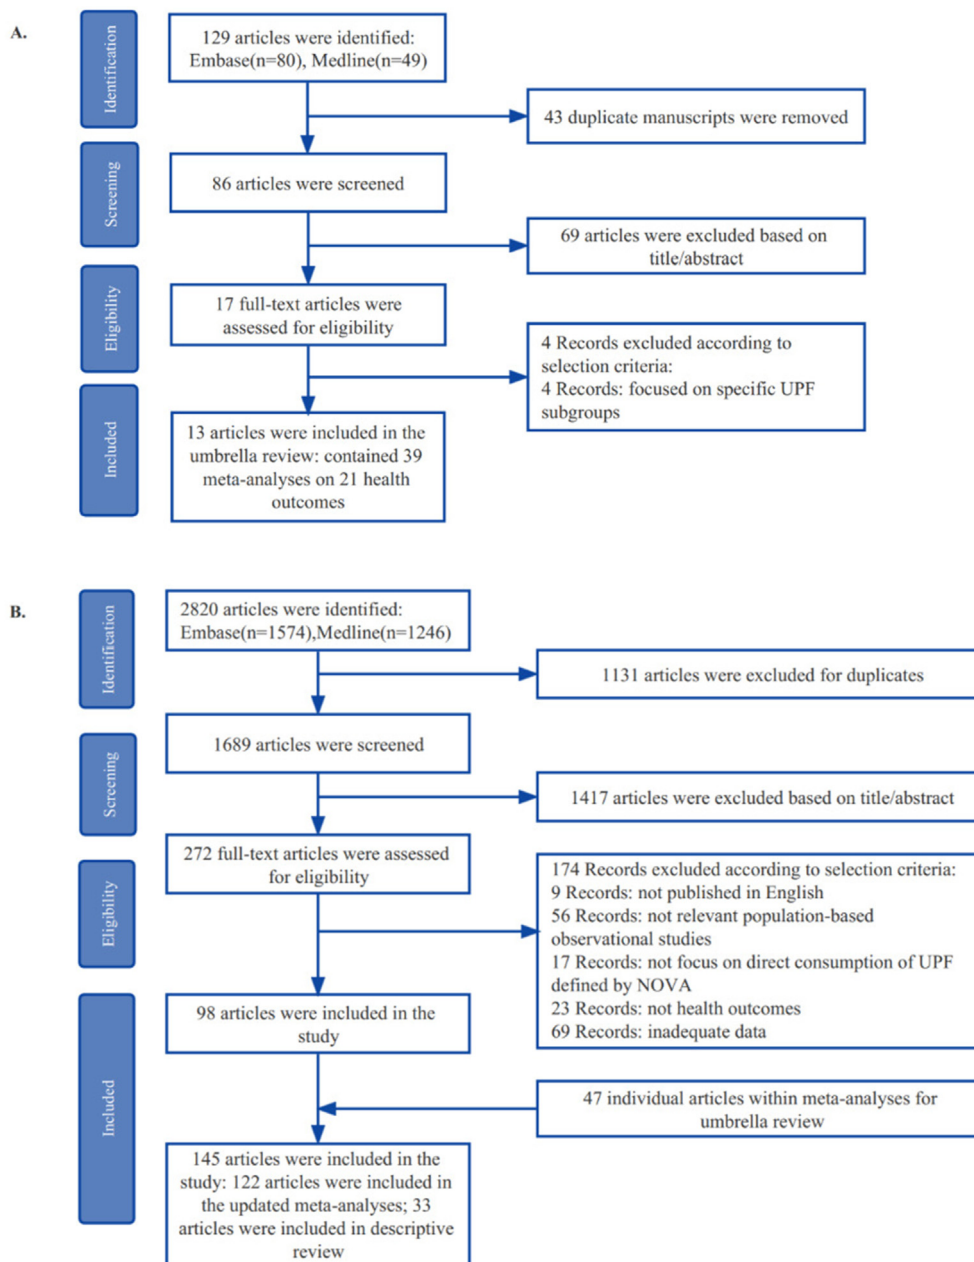 A.
Identification
129 articles were identified:
Embase(n=80), Medline(n=49)
43 duplicate manuscripts were removed
Screening
86 articles were screened
69 articles were excluded based on
title/abstract
Eligibility
17 full-text articles were
assessed for eligibility
4 Records excluded according to
selection criteria:
4 Records: focused on specific UPF
subgroups
Included
13 articles were included in the
umbrella review: contained 39
meta-analyses on 21 health
outcomes
B.
Identification
2820 articles were identified:
Embase(n=1574),Medline(n=1246)
1131 articles were excluded for duplicates
Screening
1689 articles were screened
1417 articles were excluded based on title/abstract
Eligibility
272 full-text articles were assessed
for eligibility
174 Records excluded according to selection criteria:
9 Records: not published in English
56 Records: not relevant population-based
observational studies
17 Records: not focus on direct consumption of UPF
defined by NOVA
23 Records: not health outcomes
69 Records: inadequate data
Included
98 articles were included in the
study
47 individual articles within meta-analyses for
umbrella review
145 articles were included in the
study: 122 articles were included in
the updated meta-analyses; 33
articles were included in descriptive
review